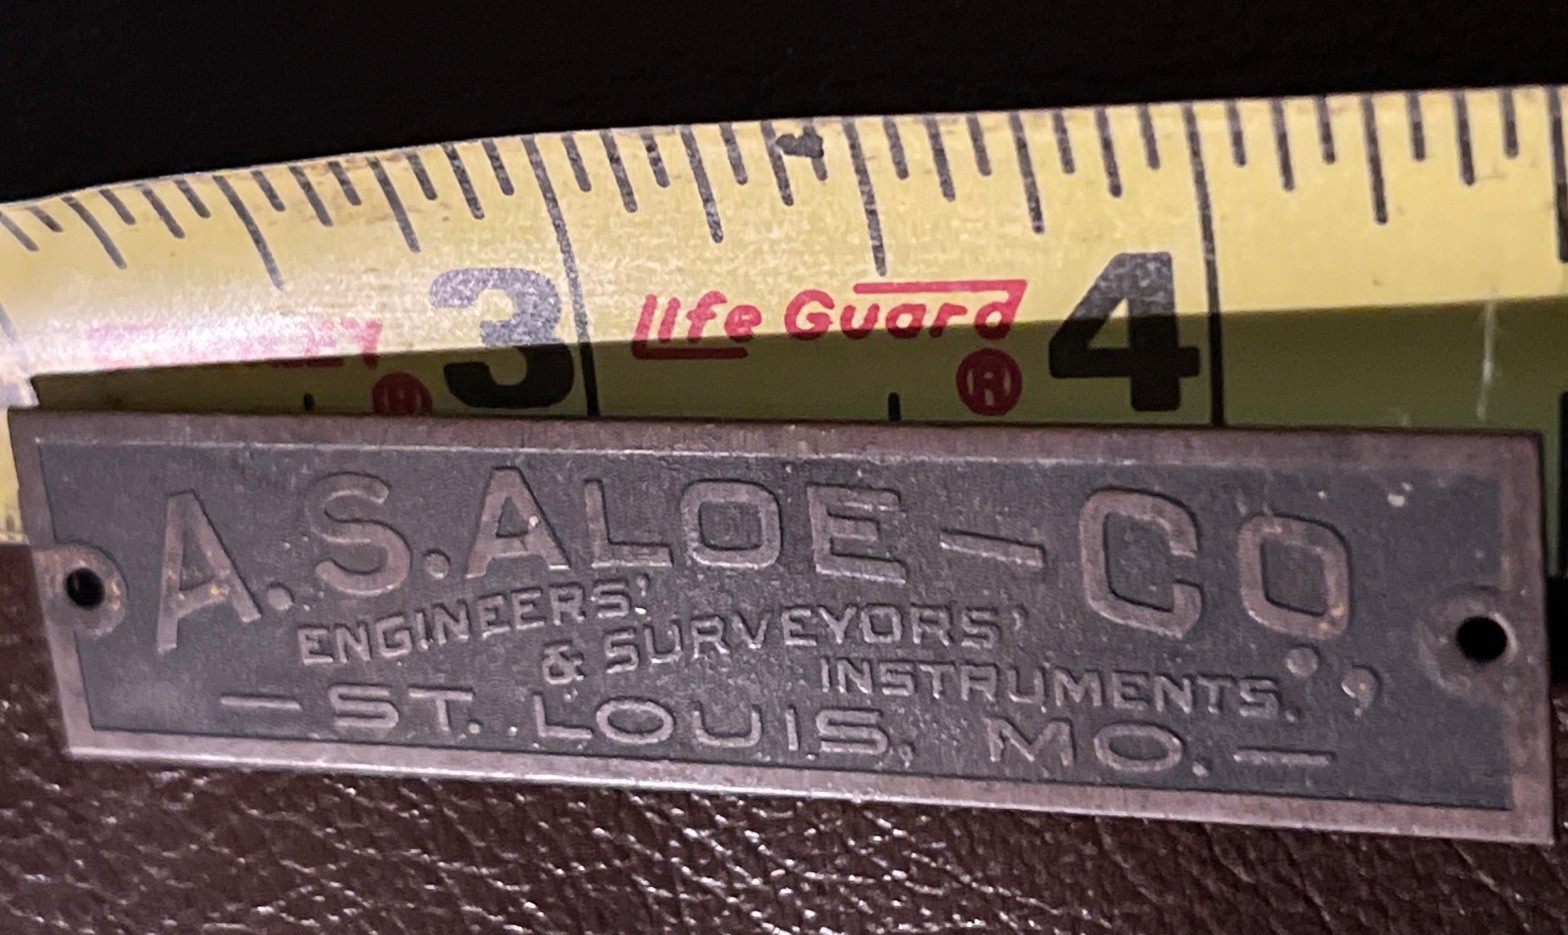 3 Life Guard ® 4
®
A.S. ALOE — CO.,
ENGINEERS' & SURVEYORS' INSTRUMENTS.
— ST. LOUIS, MO. —